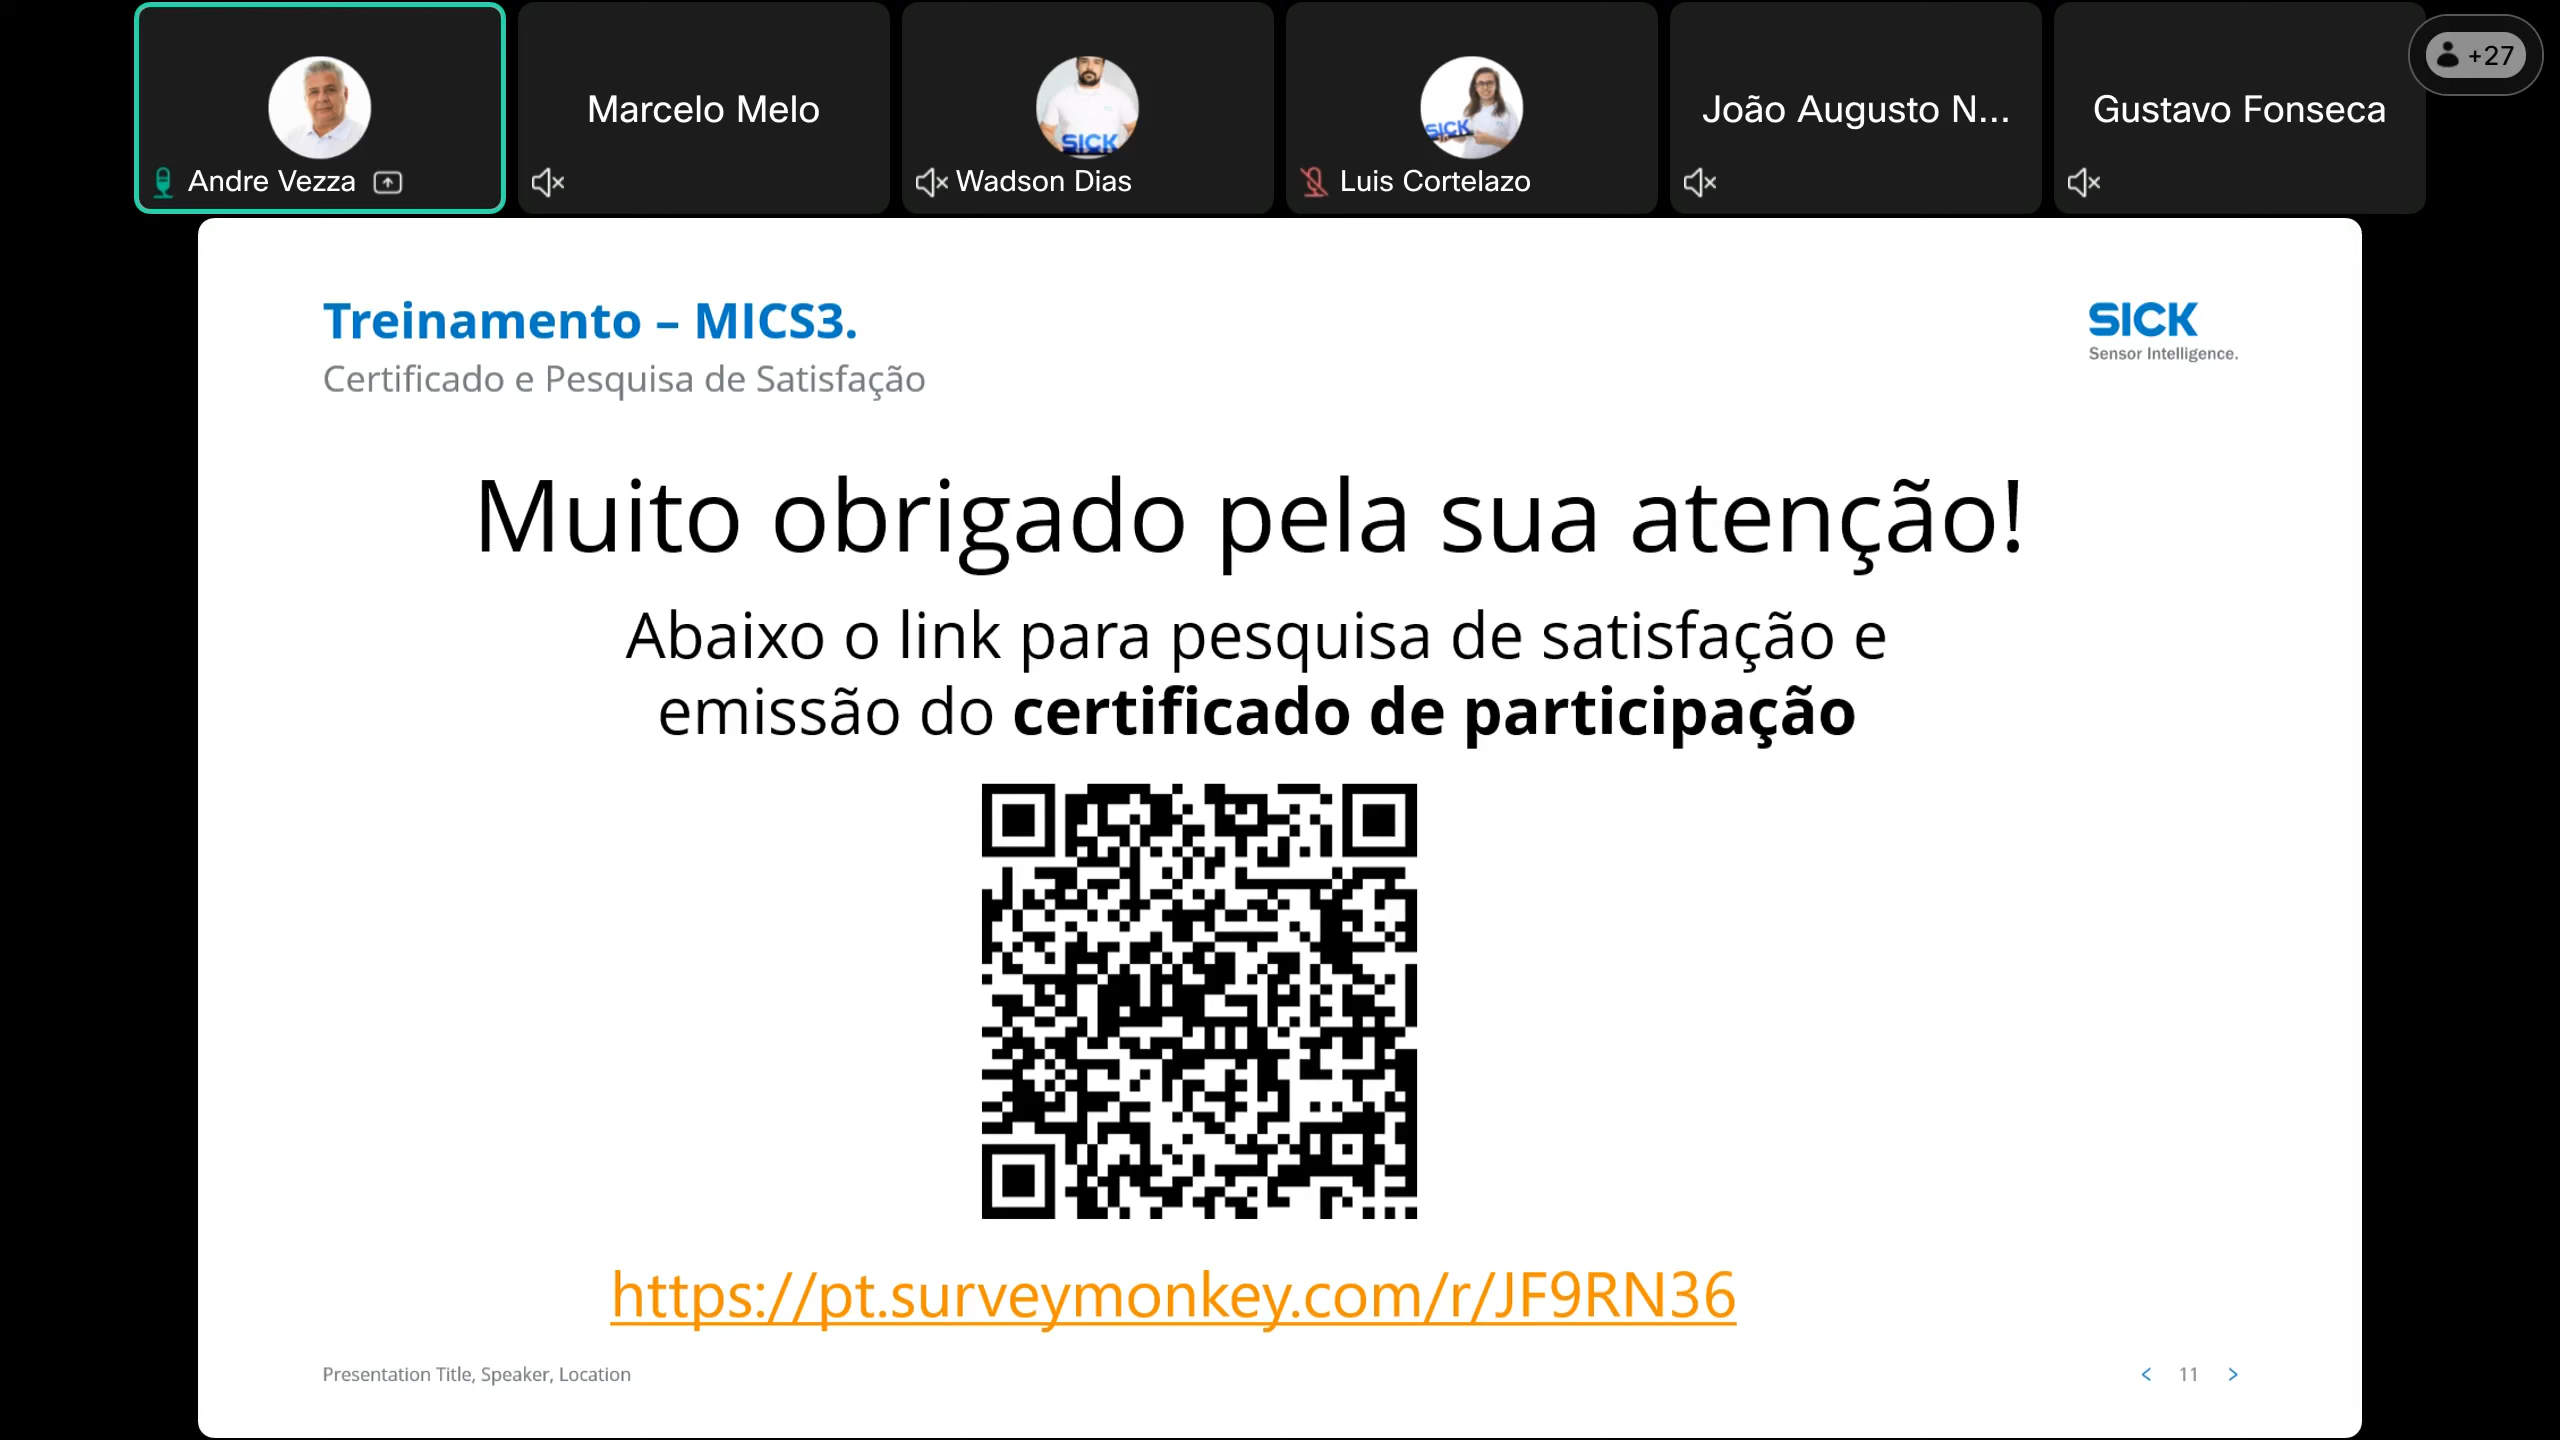 Andre Vezza
Marcelo Melo
SICK
Wadson Dias
SICK
Luis Cortelazo
João Augusto N...
Gustavo Fonseca
+27
Treinamento – MICS3.
Certificado e Pesquisa de Satisfação
SICK
Sensor Intelligence.
Muito obrigado pela sua atenção!
Abaixo o link para pesquisa de satisfação e
emissão do certificado de participação
https://pt.surveymonkey.com/r/JF9RN36
Presentation Title, Speaker, Location
< 11 >